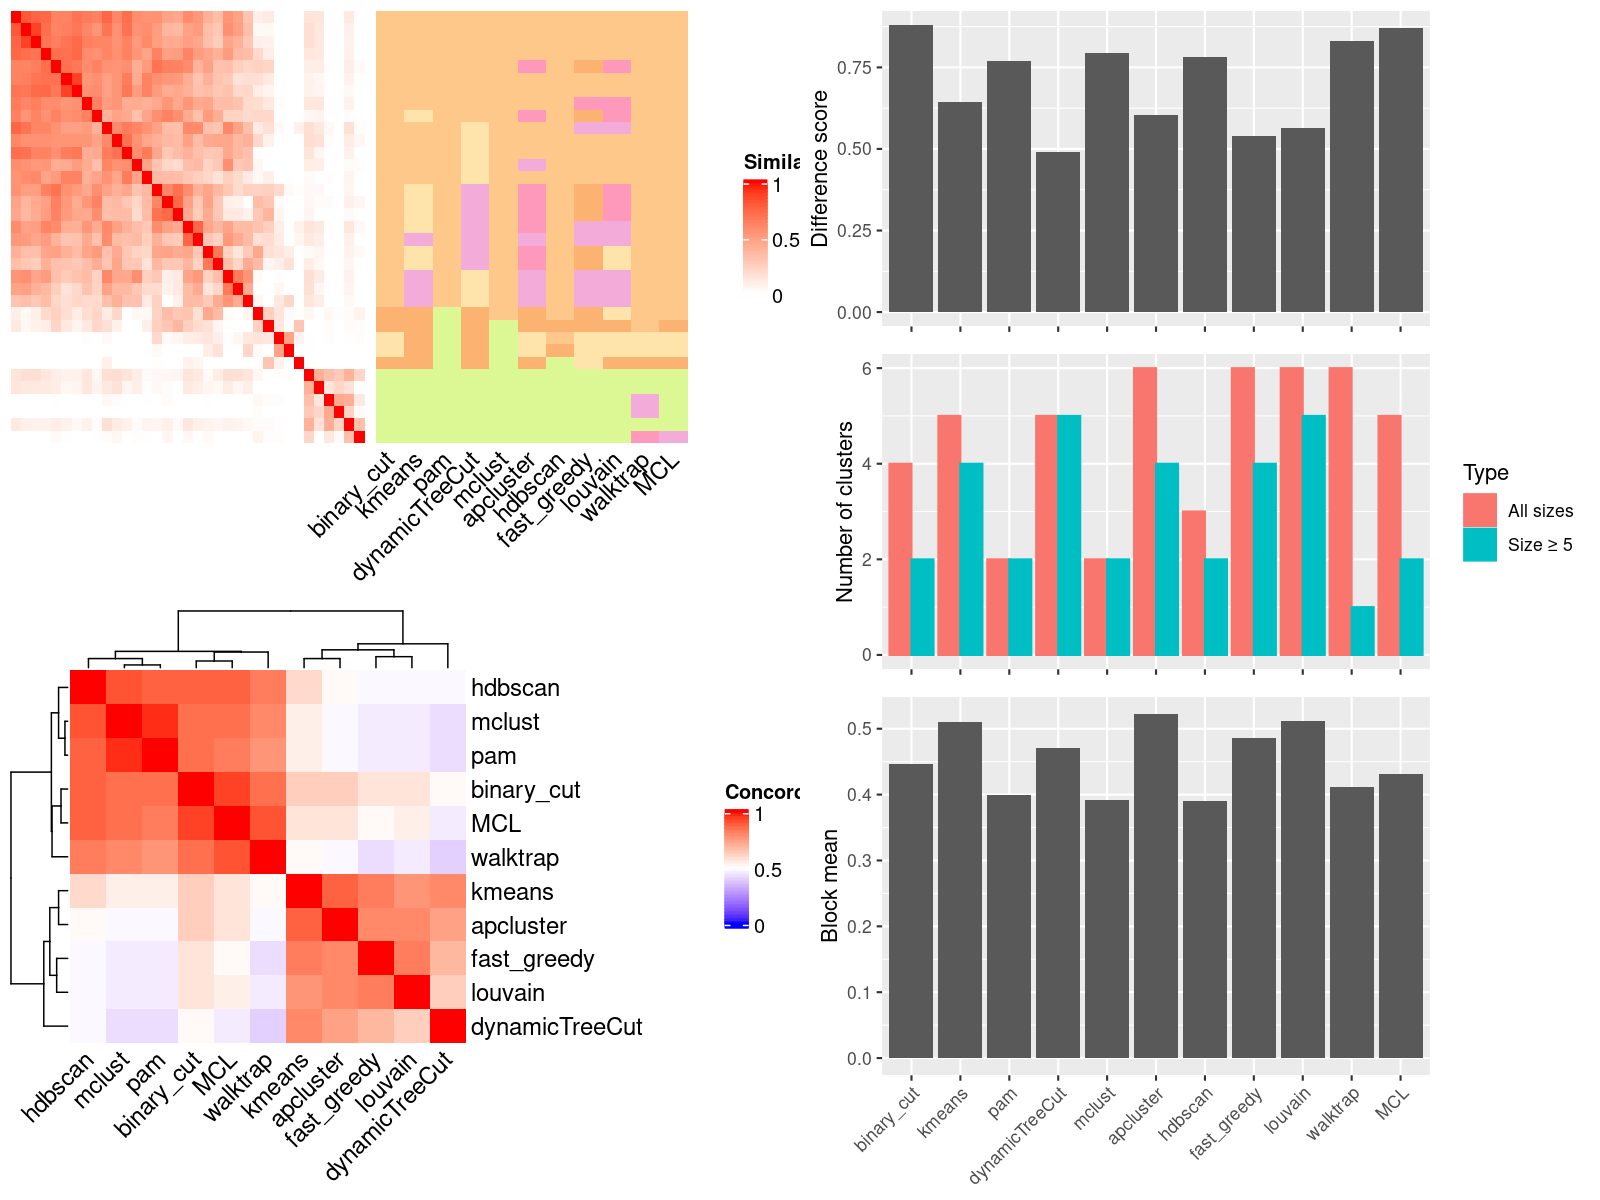 Simila
1
0.5
0
binary_cut
kmeans
pam
dynamicTreeCut
mclust
apcluster
hdbscan
fast_greedy
louvain
walktrap
MCL
hdbscan
mclust
pam
binary_cut
MCL
walktrap
kmeans
apcluster
fast_greedy
louvain
dynamicTreeCut
hdbscan
mclust
pam
binary_cut
MCL
walktrap
kmeans
apcluster
fast_greedy
louvain
dynamicTreeCut
Concord
1
0.5
0
Difference score
0.75
0.50
0.25
0.00
Number of clusters
6
4
2
0
Type
All sizes
Size ≥ 5
Block mean
0.5
0.4
0.3
0.2
0.1
0.0
binary_cut
kmeans
pam
dynamicTreeCut
mclust
apcluster
hdbscan
fast_greedy
louvain
walktrap
MCL